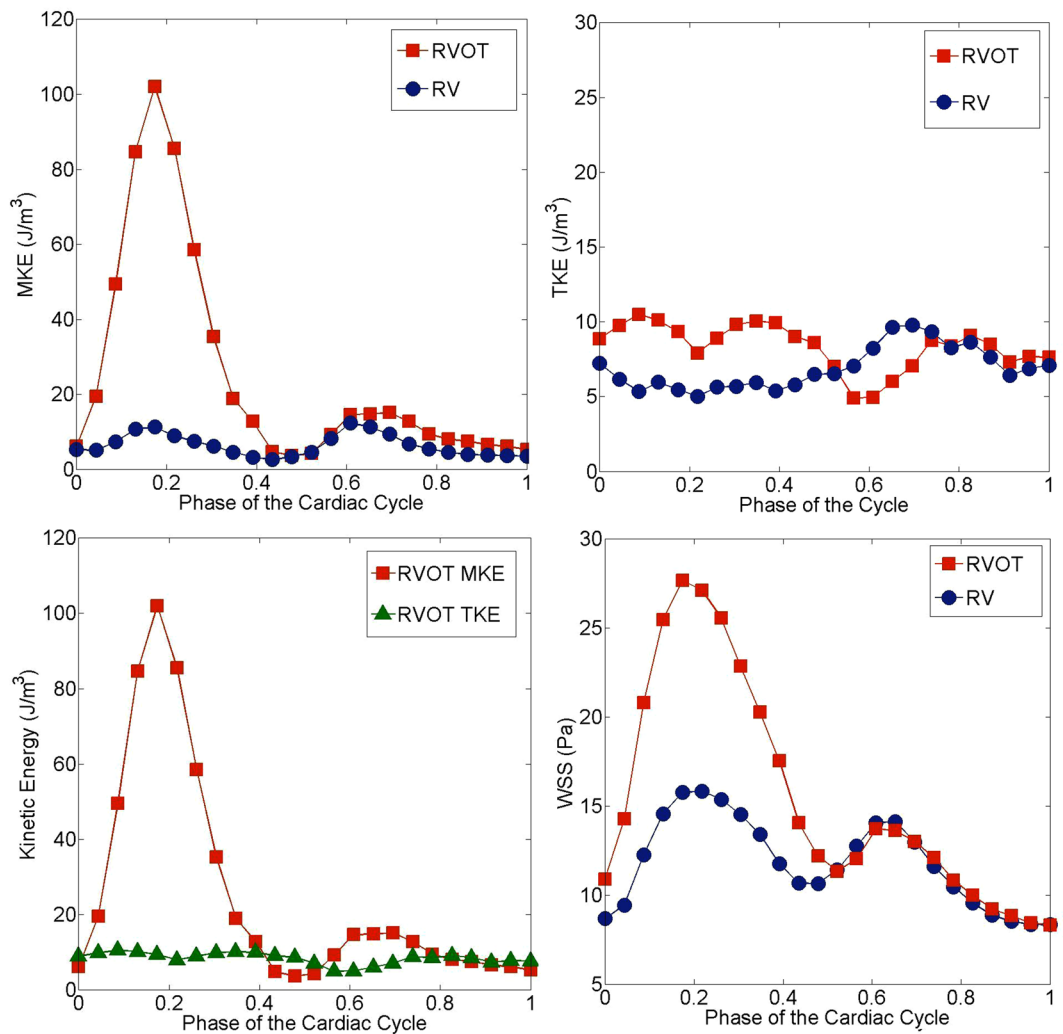 120
100
80
60
40
20
0
MKE (J/m³)
RVOT
RV
0 0.2 0.4 0.6 0.8 1
Phase of the Cardiac Cycle
30
25
20
15
10
5
0
TKE (J/m³)
RVOT
RV
0 0.2 0.4 0.6 0.8 1
Phase of the Cycle
120
100
80
60
40
20
0
Kinetic Energy (J/m³)
RVOT MKE
RVOT TKE
0 0.2 0.4 0.6 0.8 1
Phase of the Cardiac Cycle
30
25
20
15
10
5
WSS (Pa)
RVOT
RV
0 0.2 0.4 0.6 0.8 1
Phase of the Cardiac Cycle